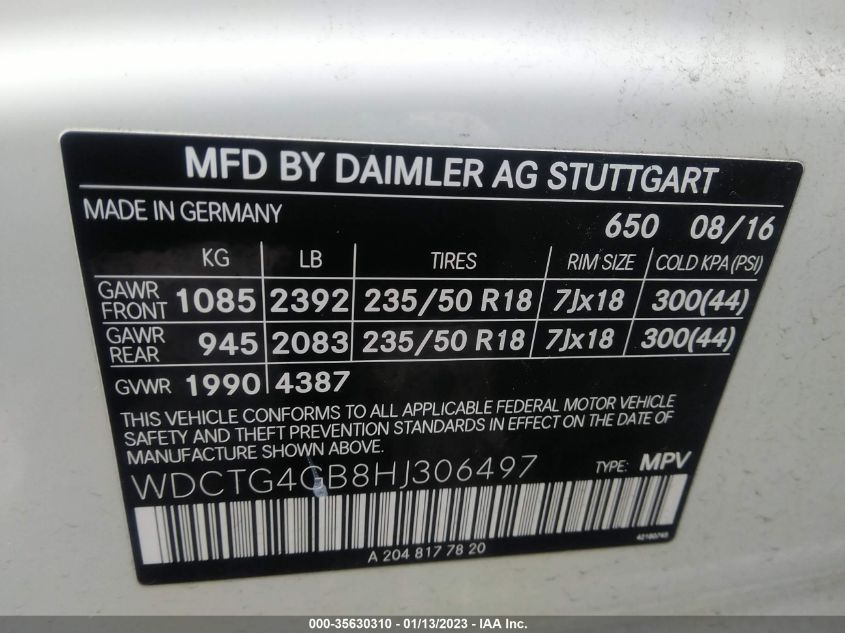 MFD BY DAIMLER AG STUTTGART
MADE IN GERMANY 650 08/16
KG LB TIRES RIM SIZE COLD KPA(PSI)
GAWR FRONT 1085 2392 235/50 R18 7Jx18 300(44)
GAWR REAR 945 2083 235/50 R18 7Jx18 300(44)
GVWR 1990 4387
THIS VEHICLE CONFORMS TO ALL APPLICABLE FEDERAL MOTOR VEHICLE
SAFETY AND THEFT PREVENTION STANDARDS IN EFFECT ON THE DATE OF
MANUFACTURE SHOWN ABOVE.
WDCTG4GB8HJ306497 TYPE: MPV
A 204 817 78 20
000-35630310 - 01/13/2023 - IAA Inc.